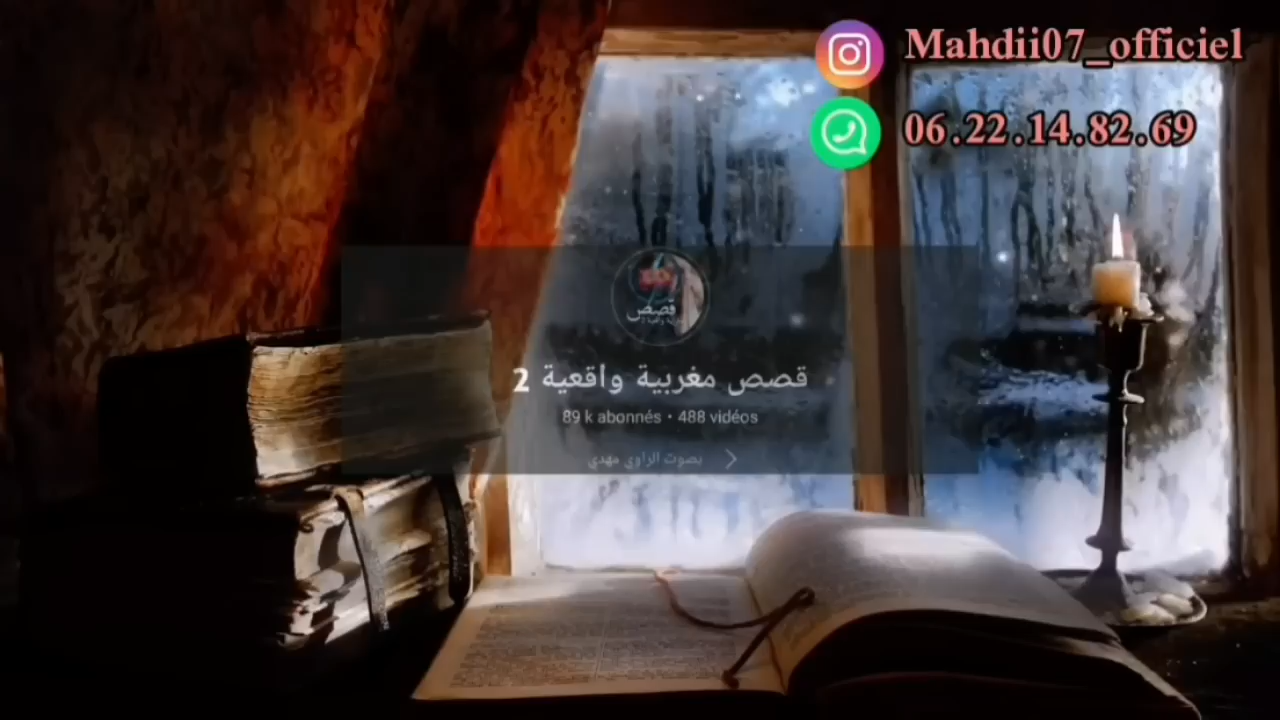 Mahdii07_officiel
06.22.14.82.69
قصص
قصص مغربية واقعية 2
89 k abonnés • 488 vidéos
بصوت الراوي مهدي